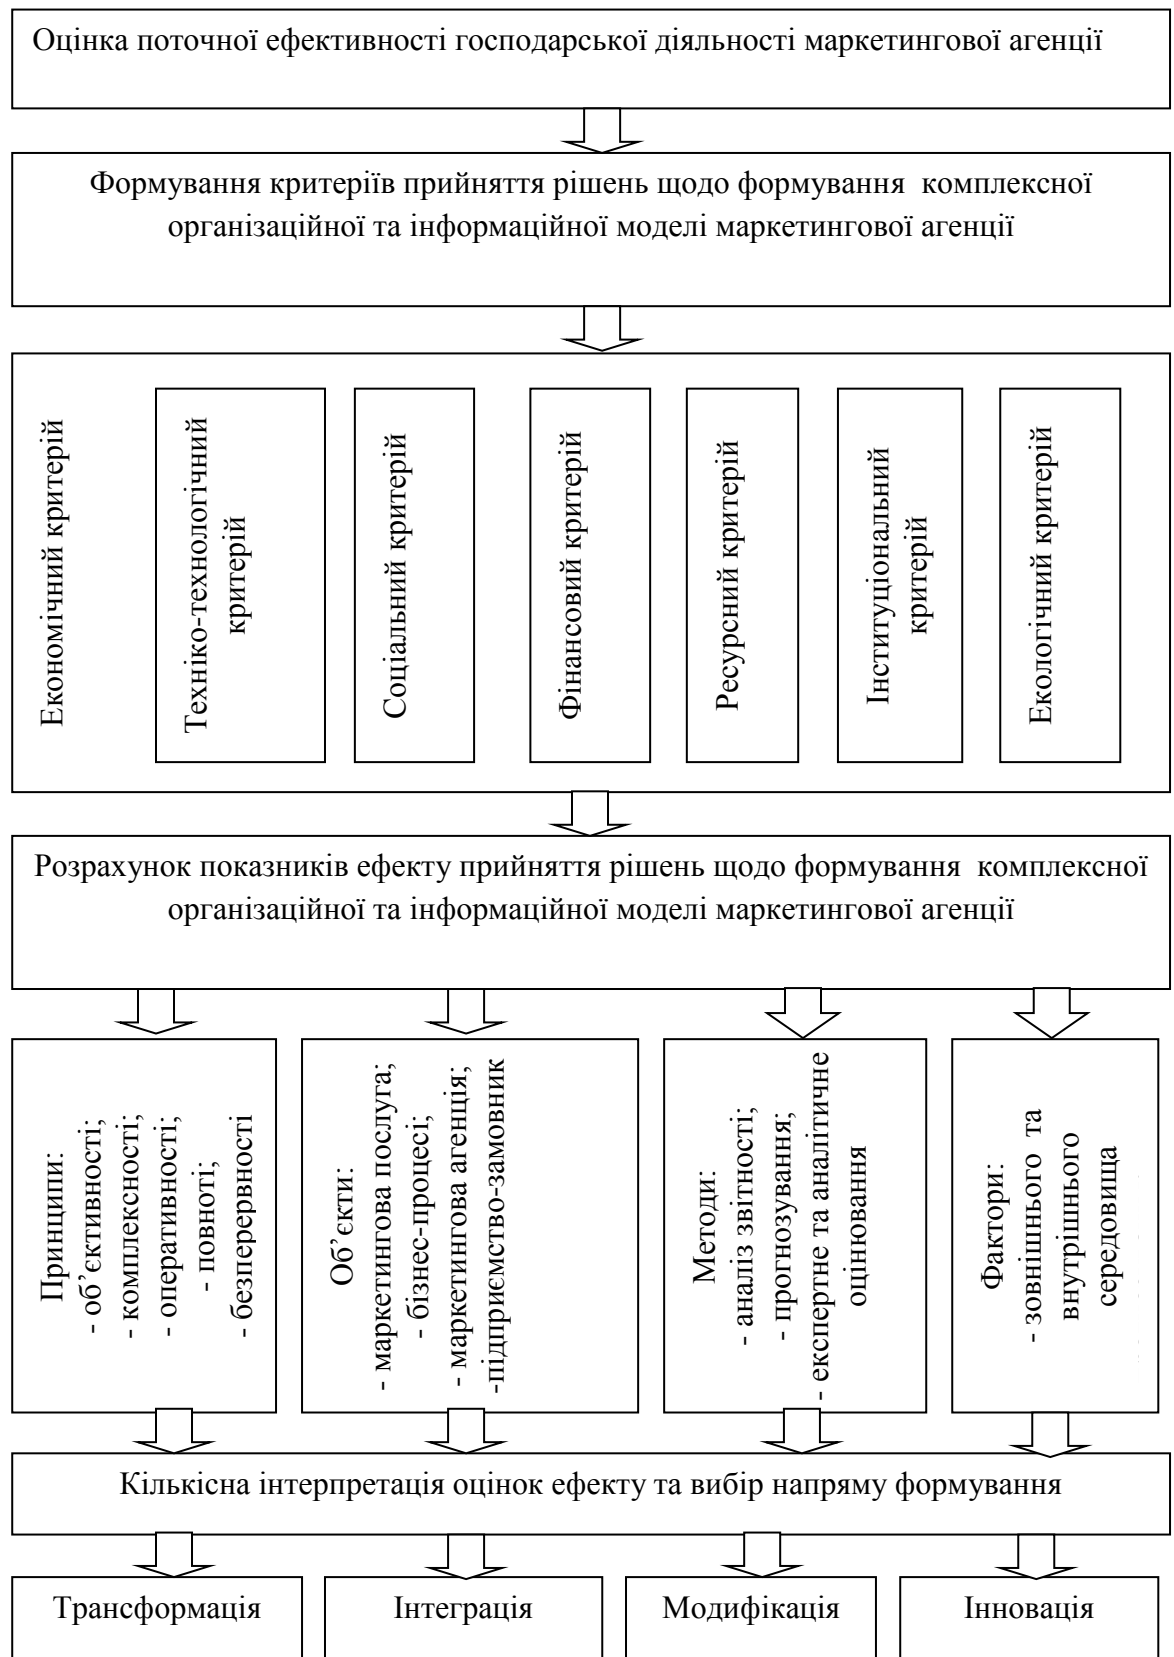 Оцінка поточної ефективності господарської діяльності маркетингової агенції
Формування критеріїв прийняття рішень щодо формування комплексної
організаційної та інформаційної моделі маркетингової агенції
Економічний критерій
Техніко-технологічний
критерій
Соціальний критерій
Фінансовий критерій
Ресурсний критерій
Інституціональний
критерій
Екологічний критерій
Розрахунок показників ефекту прийняття рішень щодо формування комплексної
організаційної та інформаційної моделі маркетингової агенції
Принципи:
- об’єктивності;
- комплексності;
- оперативності;
- повноті;
- безперервності
Об’єкти:
- маркетингова послуга;
- бізнес-процесі;
- маркетингова агенція;
-підприємство-замовник
Методи:
- аналіз звітності;
- прогнозування;
- експертне та аналітичне
оцінювання
Фактори:
- зовнішнього та
внутрішнього
середовища
Кількісна інтерпретація оцінок ефекту та вибір напряму формування
Трансформація
Інтеграція
Модифікація
Інновація